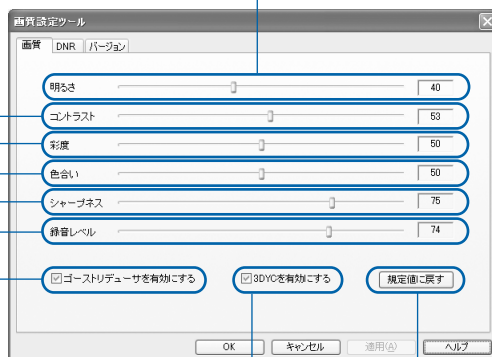 画質設定ツール
画質 DNR バージョン
明るさ 40
コントラスト 53
彩度 50
色合い 50
シャープネス 75
録音レベル 74
ゴーストリデューサを有効にする 3DYCを有効にする 規定値に戻す
OK キャンセル 適用(A) ヘルプ